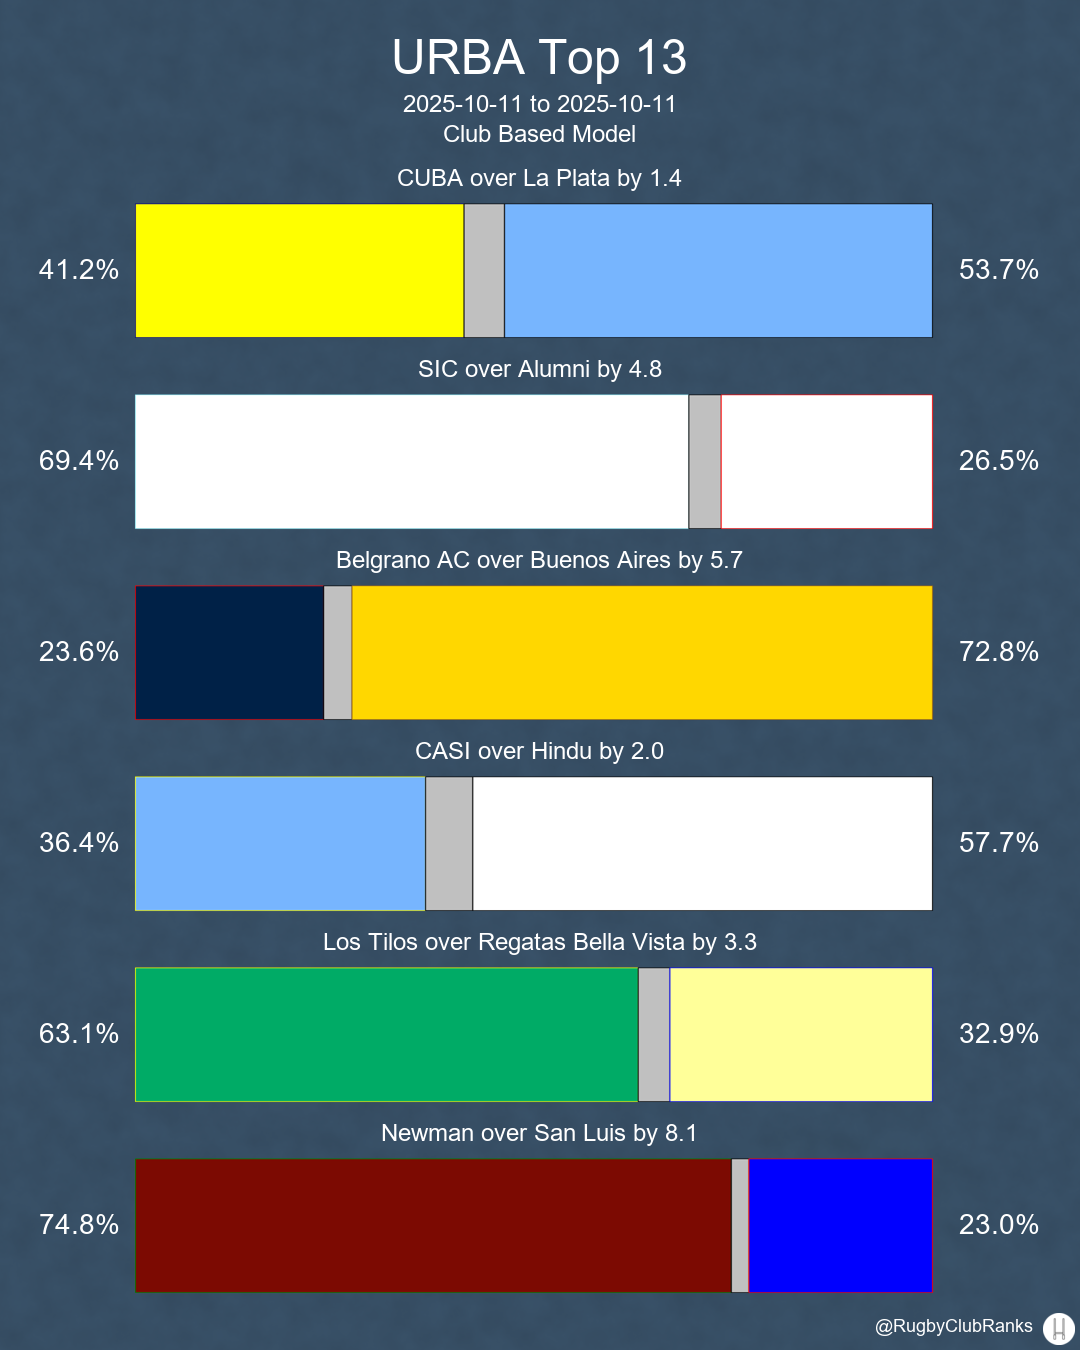 URBA Top 13
2025-10-11 to 2025-10-11
Club Based Model
CUBA over La Plata by 1.4
41.2%
53.7%
SIC over Alumni by 4.8
69.4%
26.5%
Belgrano AC over Buenos Aires by 5.7
23.6%
72.8%
CASI over Hindu by 2.0
36.4%
57.7%
Los Tilos over Regatas Bella Vista by 3.3
63.1%
32.9%
Newman over San Luis by 8.1
74.8%
23.0%
@RugbyClubRanks